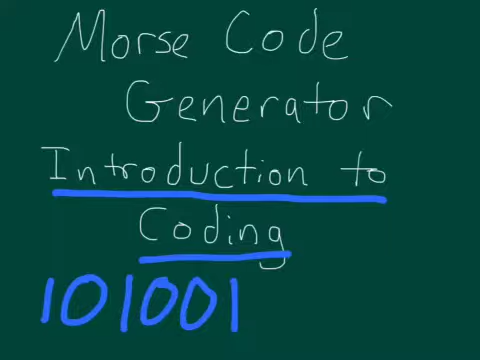 Morse Code
Generator
Introduction to
Coding
101001